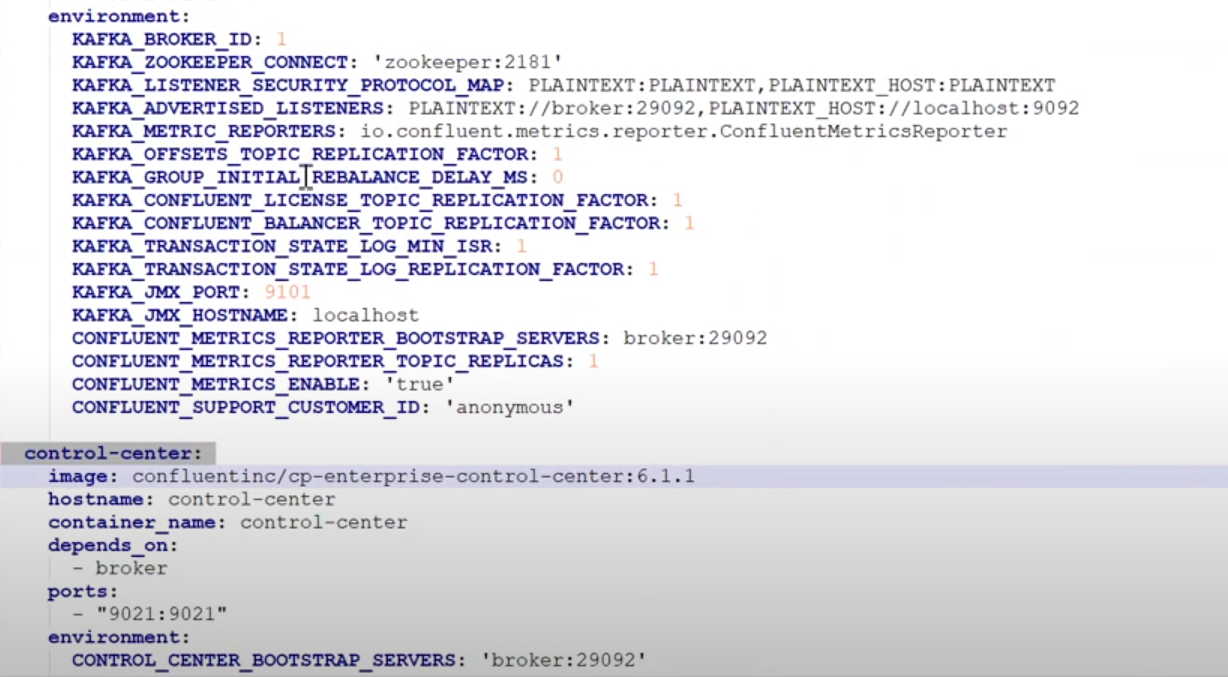 environment:
KAFKA_BROKER_ID: 1
KAFKA_ZOOKEEPER_CONNECT: 'zookeeper:2181'
KAFKA_LISTENER_SECURITY_PROTOCOL_MAP: PLAINTEXT:PLAINTEXT,PLAINTEXT_HOST:PLAINTEXT
KAFKA_ADVERTISED_LISTENERS: PLAINTEXT://broker:29092,PLAINTEXT_HOST://localhost:9092
KAFKA_METRIC_REPORTERS: io.confluent.metrics.reporter.ConfluentMetricsReporter
KAFKA_OFFSETS_TOPIC_REPLICATION_FACTOR: 1
KAFKA_GROUP_INITIAL_REBALANCE_DELAY_MS: 0
KAFKA_CONFLUENT_LICENSE_TOPIC_REPLICATION_FACTOR: 1
KAFKA_CONFLUENT_BALANCER_TOPIC_REPLICATION_FACTOR: 1
KAFKA_TRANSACTION_STATE_LOG_MIN_ISR: 1
KAFKA_TRANSACTION_STATE_LOG_REPLICATION_FACTOR: 1
KAFKA_JMX_PORT: 9101
KAFKA_JMX_HOSTNAME: localhost
CONFLUENT_METRICS_REPORTER_BOOTSTRAP_SERVERS: broker:29092
CONFLUENT_METRICS_REPORTER_TOPIC_REPLICAS: 1
CONFLUENT_METRICS_ENABLE: 'true'
CONFLUENT_SUPPORT_CUSTOMER_ID: 'anonymous'
control-center:
image: confluentinc/cp-enterprise-control-center:6.1.1
hostname: control-center
container_name: control-center
depends_on:
- broker
ports:
- "9021:9021"
environment:
CONTROL_CENTER_BOOTSTRAP_SERVERS: 'broker:29092'